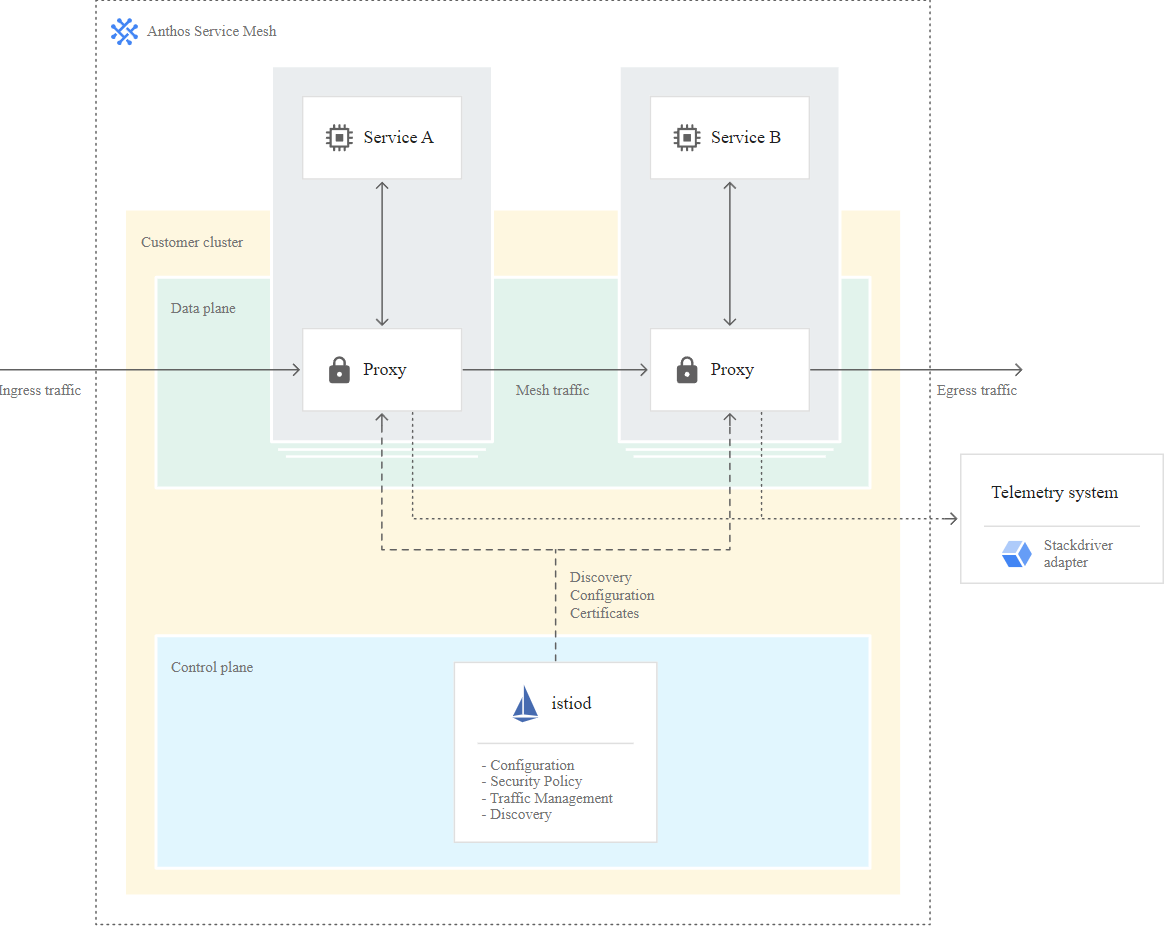 Anthos Service Mesh
Service A
Service B
Customer cluster
Data plane
Proxy
Proxy
Ingress traffic
Mesh traffic
Egress traffic
Telemetry system
Stackdriver
adapter
Discovery
Configuration
Certificates
Control plane
istiod
- Configuration
- Security Policy
- Traffic Management
- Discovery